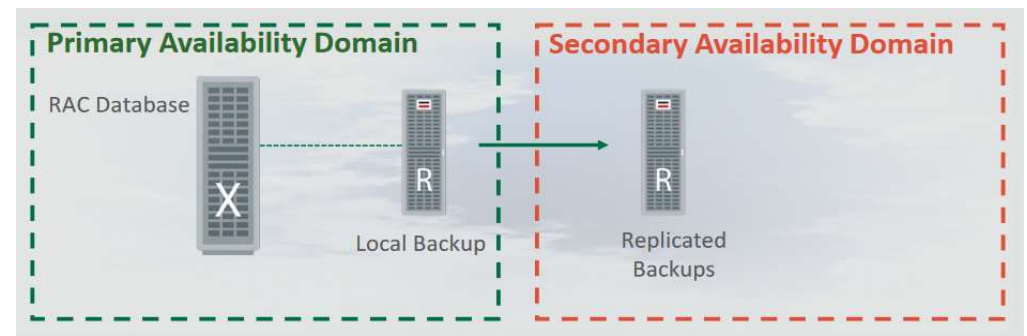 Primary Availability Domain
RAC Database
X
R
Local Backup
Secondary Availability Domain
R
Replicated
Backups